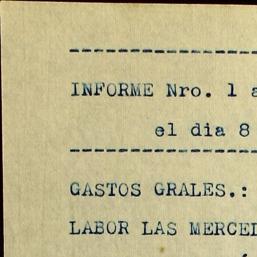 INFORME Nro. 1 a
el dia 8
GASTOS GRALES.:
LABOR LAS MERCED